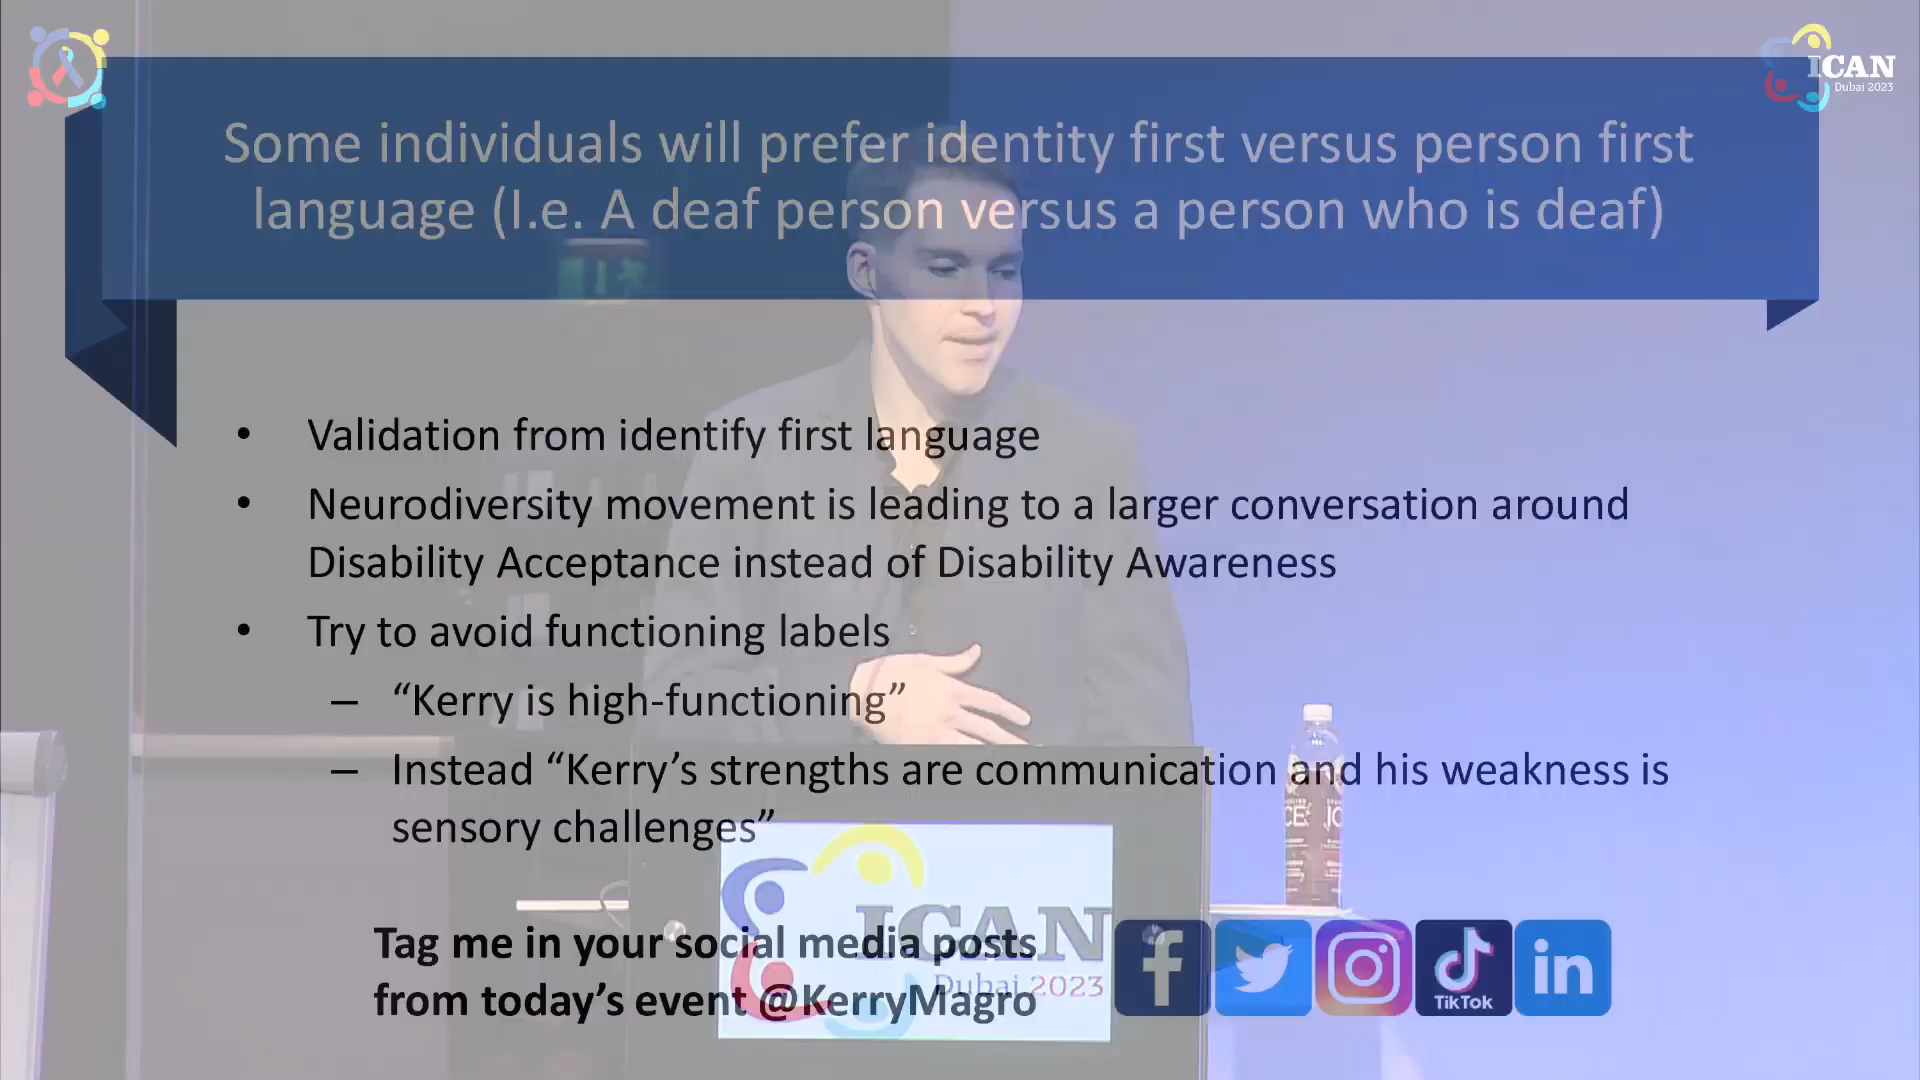 ICAN
Dubai 2023
Some individuals will prefer identity first versus person first
language (I.e. A deaf person versus a person who is deaf)
• Validation from identify first language
• Neurodiversity movement is leading to a larger conversation around
Disability Acceptance instead of Disability Awareness
• Try to avoid functioning labels
– “Kerry is high-functioning”
– Instead “Kerry’s strengths are communication and his weakness is
sensory challenges”
Tag me in your social media posts
from today’s event @KerryMagro
ICAN
Dubai 2023
TikTok
in